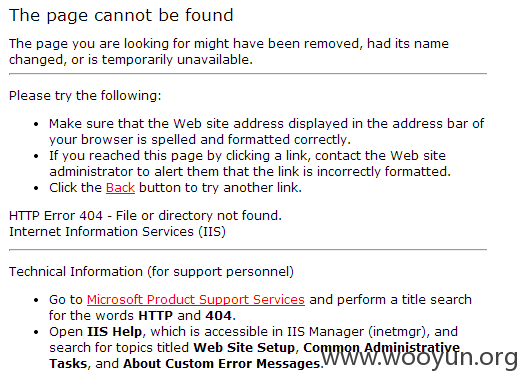 The page cannot be found
The page you are looking for might have been removed, had its name
changed, or is temporarily unavailable.
Please try the following:
• Make sure that the Web site address displayed in the address bar of
your browser is spelled and formatted correctly.
• If you reached this page by clicking a link, contact the Web site
administrator to alert them that the link is incorrectly formatted.
• Click the Back button to try another link.
HTTP Error 404 - File or directory not found.
Internet Information Services (IIS)
Technical Information (for support personnel)
• Go to Microsoft Product Support Services and perform a title search
for the words HTTP and 404.
• Open IIS Help, which is accessible in IIS Manager (inetmgr), and
search for topics titled Web Site Setup, Common Administrative
Tasks, and About Custom Error Messages.
www.wooyun.org